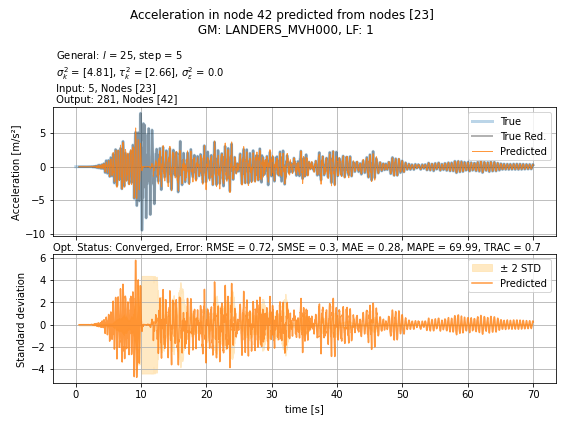 Acceleration in node 42 predicted from nodes [23]
GM: LANDERS_MVH000, LF: 1
General: l = 25, step = 5
σ²ₖ = [4.81], τ²ₖ = [2.66], σ²ε = 0.0
Input: 5, Nodes [23]
Output: 281, Nodes [42]
True
True Red.
Predicted
Acceleration [m/s²]
5
0
−5
−10
Opt. Status: Converged, Error: RMSE = 0.72, SMSE = 0.3, MAE = 0.28, MAPE = 69.99, TRAC = 0.7
± 2 STD
Predicted
Standard deviation
6
4
2
0
−2
−4
0 10 20 30 40 50 60 70
time [s]